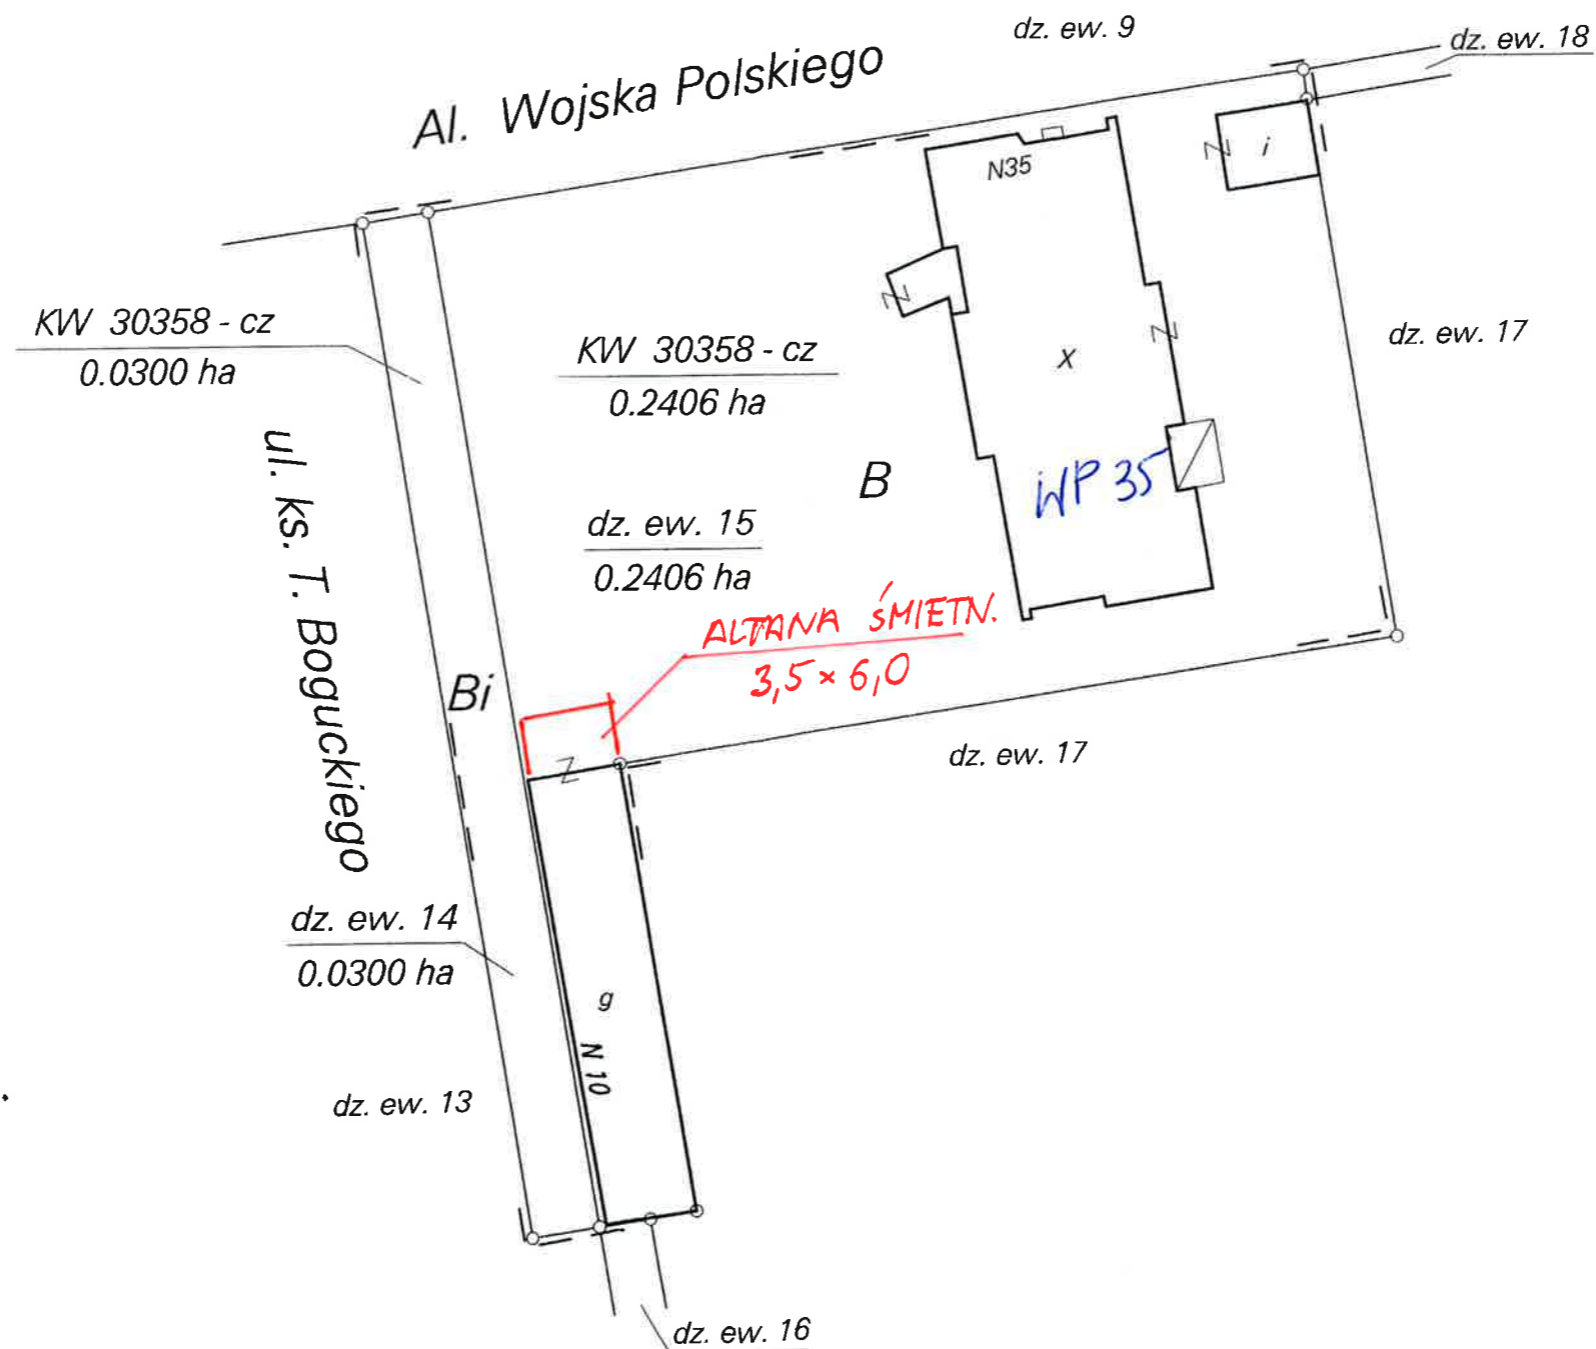 dz. ew. 9
dz. ew. 18
Al. Wojska Polskiego
N35
i
KW 30358 - cz
0.0300 ha
KW 30358 - cz
0.2406 ha
x
dz. ew. 17
ul. ks. T. Boguckiego
B
WP 35
dz. ew. 15
0.2406 ha
ALTANA ŚMIETN.
3,5 × 6,0
Bi
dz. ew. 17
dz. ew. 14
0.0300 ha
g
N 10
dz. ew. 13
dz. ew. 16